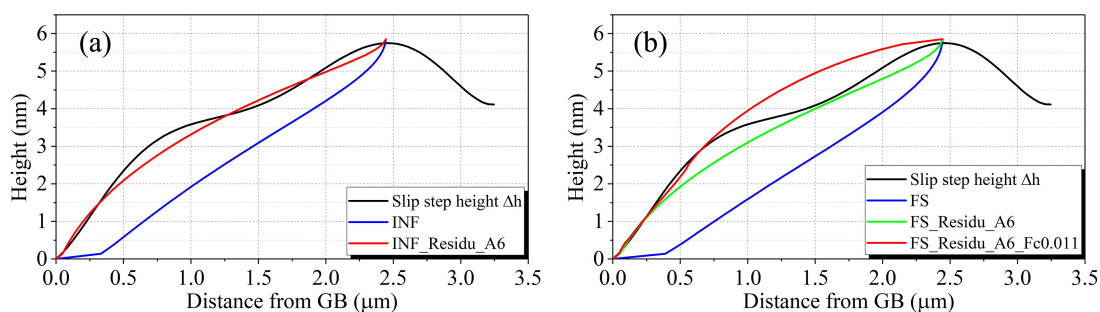 (a)
Height (nm)
6
5
4
3
2
1
0
0.0 0.5 1.0 1.5 2.0 2.5 3.0 3.5
Distance from GB (μm)
Slip step height Δh
INF
INF_Residu_A6
(b)
Height (nm)
6
5
4
3
2
1
0
0.0 0.5 1.0 1.5 2.0 2.5 3.0 3.5
Distance from GB (μm)
Slip step height Δh
FS
FS_Residu_A6
FS_Residu_A6_Fc0.011